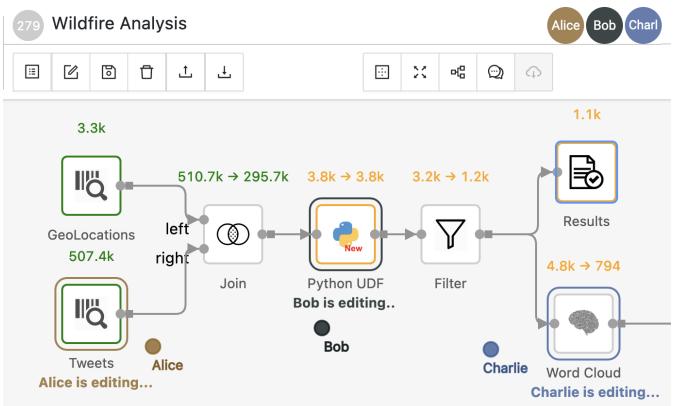 279 Wildfire Analysis
Alice Bob Charl
3.3k
1.1k
510.7k → 295.7k 3.8k → 3.8k 3.2k → 1.2k
left
GeoLocations
Results
507.4k
right
New
Join Python UDF Filter
4.8k → 794
Bob is editing..
Bob
Tweets Alice
Charlie Word Cloud
Alice is editing...
Charlie is editing...